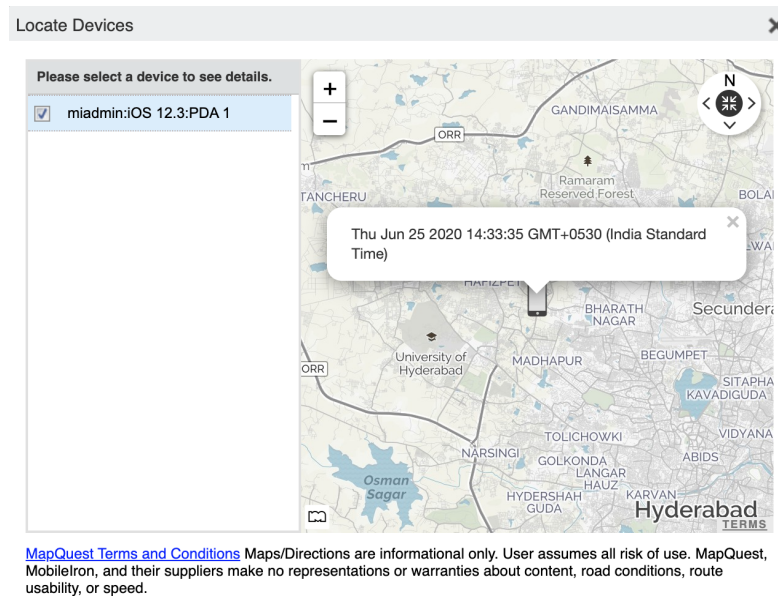 Locate Devices
Please select a device to see details.
miadmin:iOS 12.3:PDA 1
+
−
N
GANDIMAISAMMA
ORR
Ramaram
Reserved Forest
TANCHERU
BOLA
Thu Jun 25 2020 14:33:35 GMT+0530 (India Standard
Time)
HAFIZPET
BHARATH
NAGAR
Secundera
University of
Hyderabad
MADHAPUR
BEGUMPET
ORR
SITAPHA
KAVADIGUDA
TOLICHOWKI
VIDYANA
NARSINGI
GOLKONDA
ABIDS
LANGAR
HAUZ
Osman
Sagar
HYDERSHAH
GUDA
KARVAN
Hyderabad
TERMS
MapQuest Terms and Conditions Maps/Directions are informational only. User assumes all risk of use. MapQuest,
MobileIron, and their suppliers make no representations or warranties about content, road conditions, route
usability, or speed.